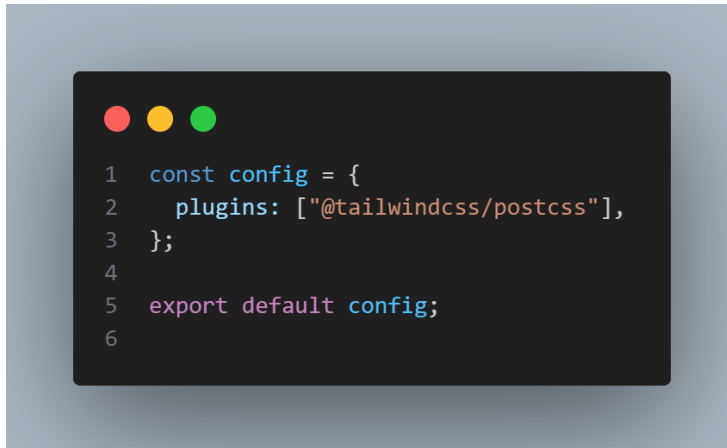 1 const config = {
2   plugins: ["@tailwindcss/postcss"],
3 };
4
5 export default config;
6